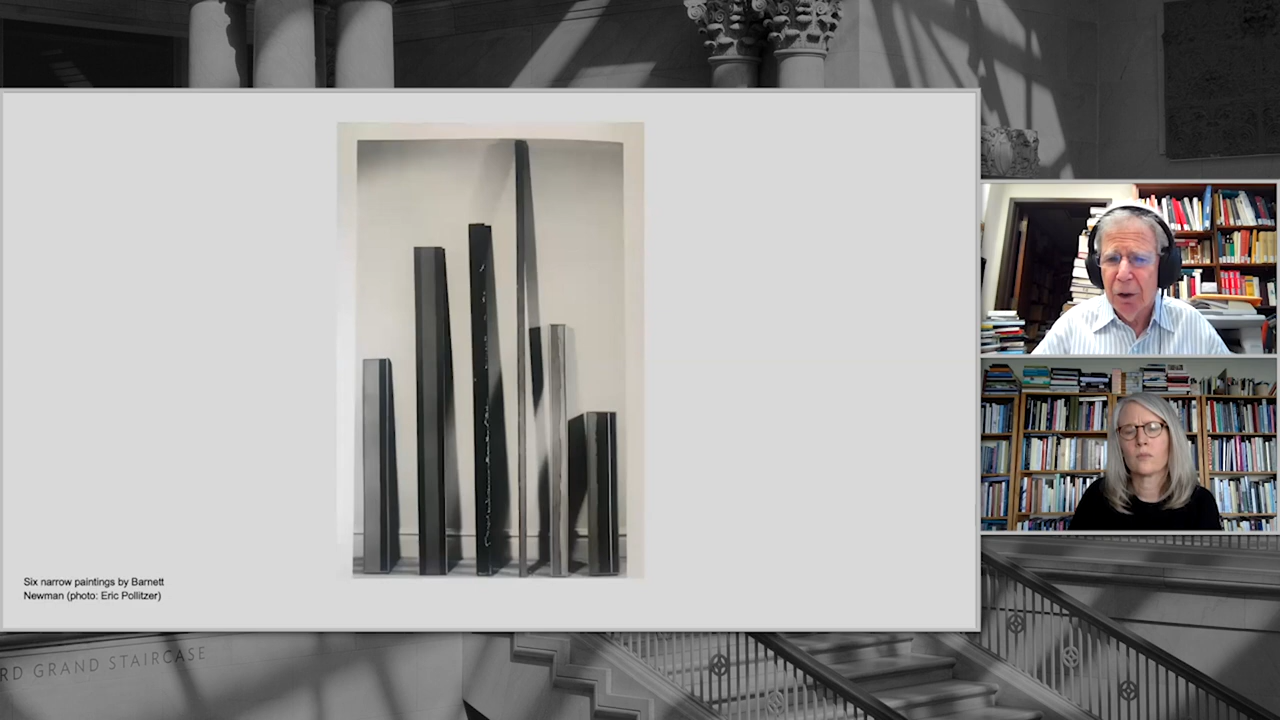 Six narrow paintings by Barnett
Newman (photo: Eric Pollitzer)
RD GRAND STAIRCASE